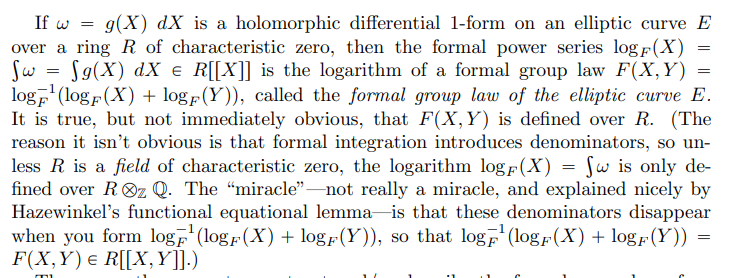 If ω = g(X) dX is a holomorphic differential 1-form on an elliptic curve E
over a ring R of characteristic zero, then the formal power series log_F(X) =
∫ω = ∫g(X) dX ∈ R[[X]] is the logarithm of a formal group law F(X, Y) =
log_F^{-1}(log_F(X) + log_F(Y)), called the formal group law of the elliptic curve E.
It is true, but not immediately obvious, that F(X, Y) is defined over R. (The
reason it isn't obvious is that formal integration introduces denominators, so un-
less R is a field of characteristic zero, the logarithm log_F(X) = ∫ω is only de-
fined over R ⊗_ℤ ℚ. The “miracle”—not really a miracle, and explained nicely by
Hazewinkel's functional equational lemma—is that these denominators disappear
when you form log_F^{-1}(log_F(X) + log_F(Y)), so that log_F^{-1}(log_F(X) + log_F(Y)) =
F(X, Y) ∈ R[[X, Y]].)